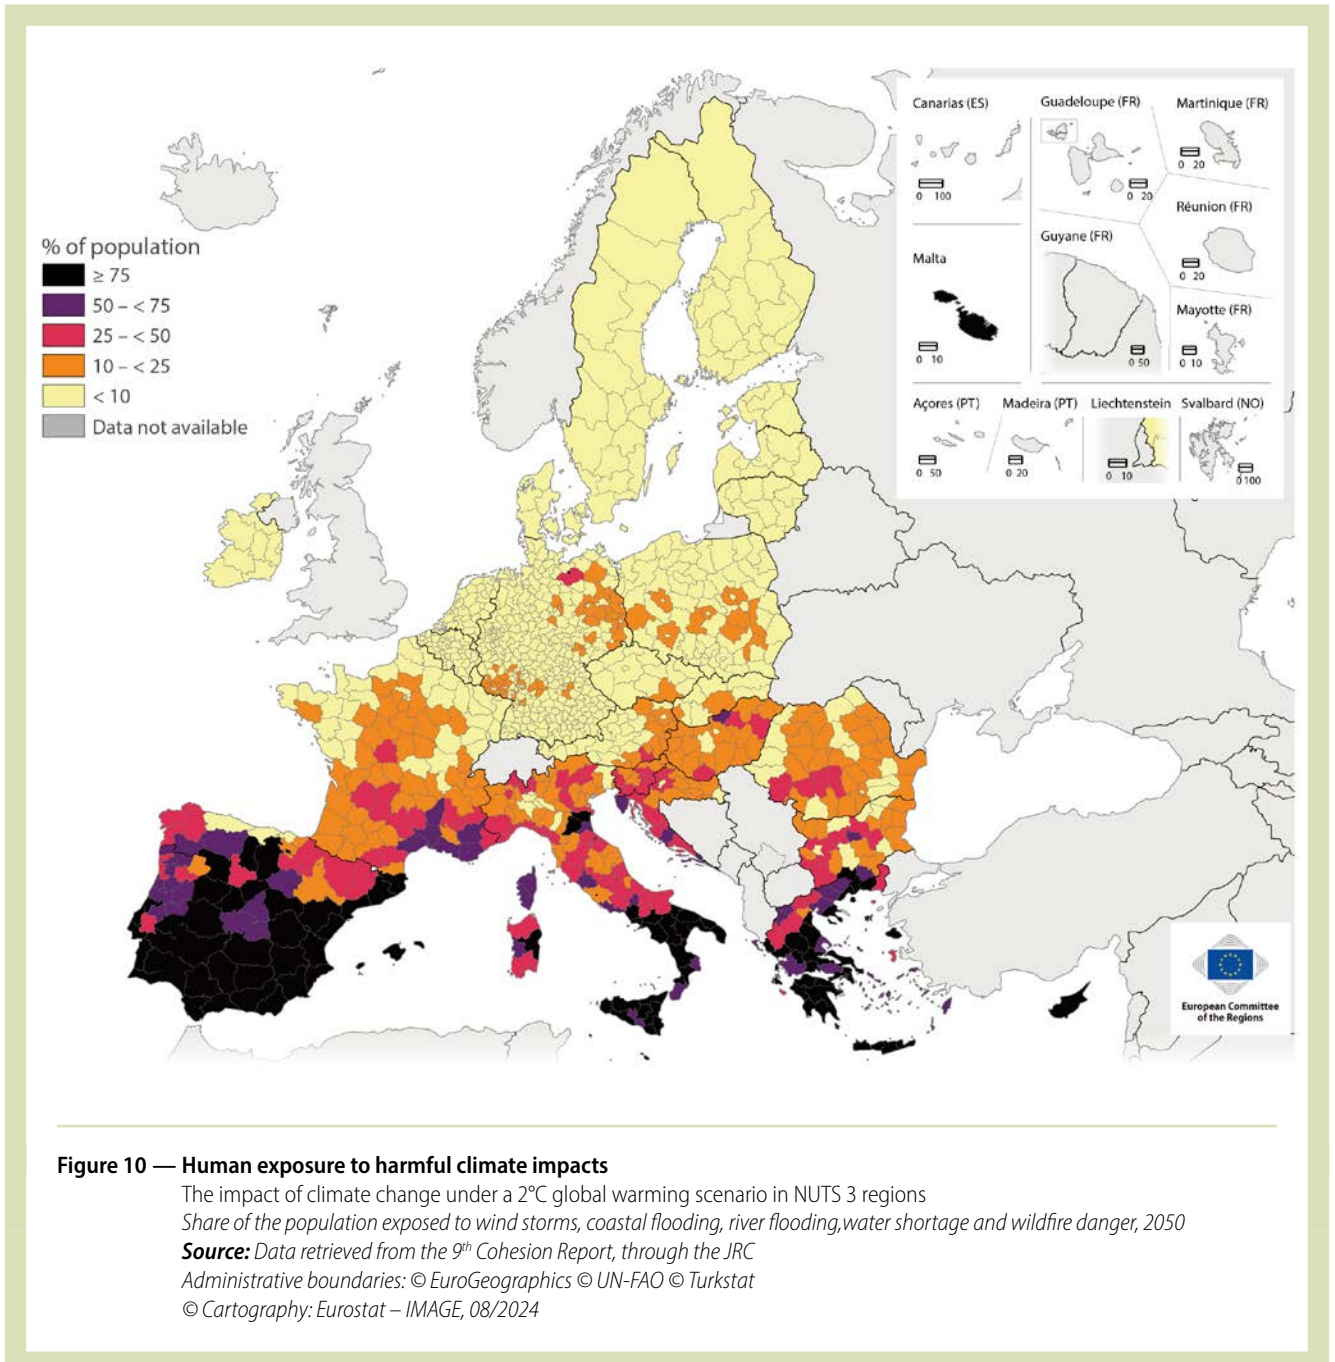 % of population
≥ 75
50 – < 75
25 – < 50
10 – < 25
< 10
Data not available
Canarias (ES)
0 100
Guadeloupe (FR)
0 20
Martinique (FR)
0 20
Réunion (FR)
0 20
Guyane (FR)
0 50
Malta
0 10
Mayotte (FR)
0 10
Açores (PT)
0 50
Madeira (PT)
0 20
Liechtenstein
0 10
Svalbard (NO)
0 100
European Committee
of the Regions
Figure 10 — Human exposure to harmful climate impacts
The impact of climate change under a 2°C global warming scenario in NUTS 3 regions
Share of the population exposed to wind storms, coastal flooding, river flooding,water shortage and wildfire danger, 2050
Source: Data retrieved from the 9th Cohesion Report, through the JRC
Administrative boundaries: © EuroGeographics © UN-FAO © Turkstat
© Cartography: Eurostat – IMAGE, 08/2024